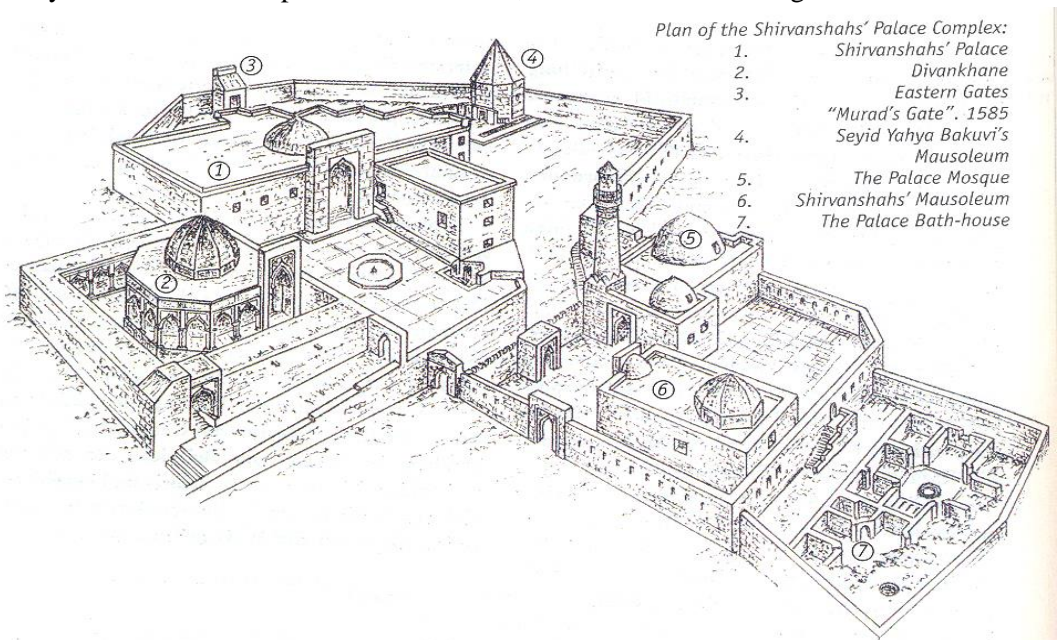 Plan of the Shirvanshahs’ Palace Complex:
1. Shirvanshahs’ Palace
2. Divankhane
3. Eastern Gates
“Murad’s Gate”. 1585
4. Seyid Yahya Bakuvi’s
Mausoleum
5. The Palace Mosque
6. Shirvanshahs’ Mausoleum
7. The Palace Bath-house
3
4
1
5
2
6
7